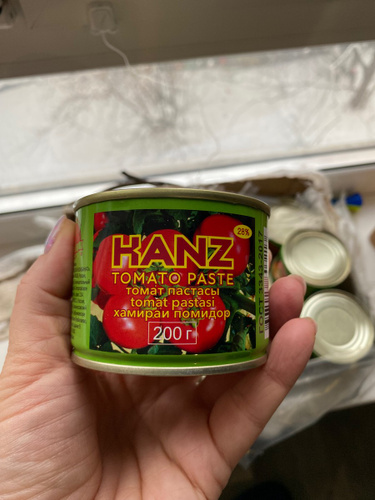 28%
KANZ
TOMATO PASTE
томат пастасы
tomat pastasi
хамираи помидор
200 г